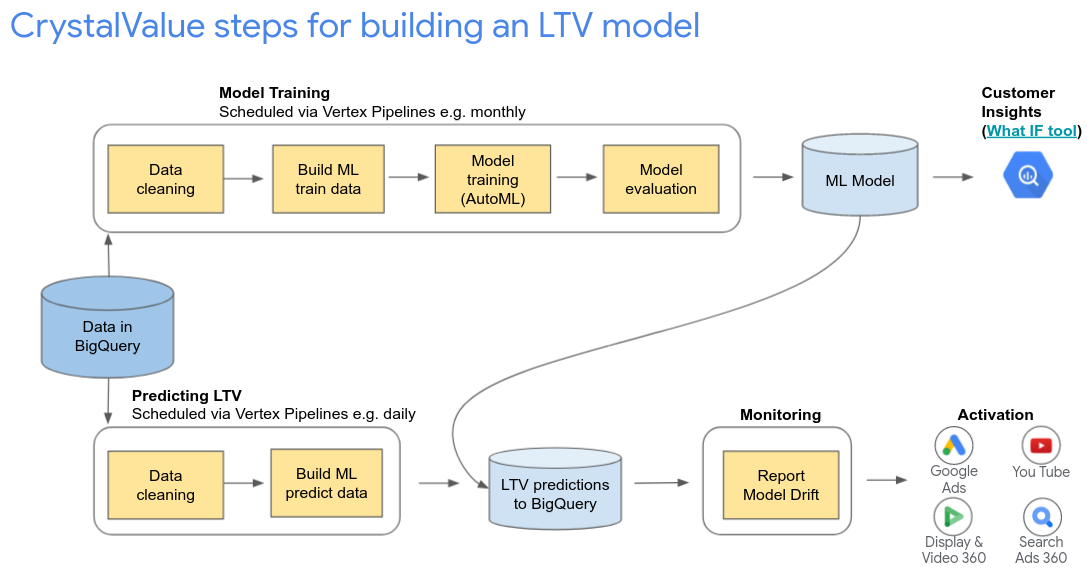 CrystalValue steps for building an LTV model
Model Training
Scheduled via Vertex Pipelines e.g. monthly
Customer
Insights
(What IF tool)
Data
cleaning
Build ML
train data
Model
training
(AutoML)
Model
evaluation
ML Model
Data in
BigQuery
Predicting LTV
Scheduled via Vertex Pipelines e.g. daily
Data
cleaning
Build ML
predict data
LTV predictions
to BigQuery
Monitoring
Report
Model Drift
Activation
Google
Ads
You Tube
Display &
Video 360
Search
Ads 360